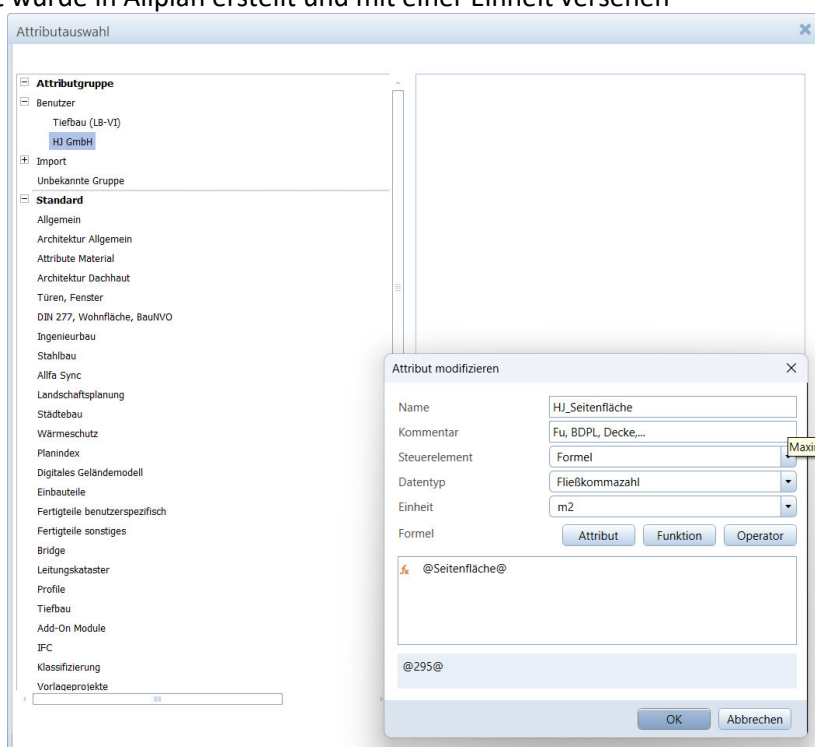 wurde in Allplan erstellt und mit einer Einheit versehen
Attributauswahl
Attributgruppe
Benutzer
Tiefbau (LB-VI)
HJ GmbH
Import
Unbekannte Gruppe
Standard
Allgemein
Architektur Allgemein
Attribute Material
Architektur Dachhaut
Türen, Fenster
DIN 277, Wohnfläche, BauNVO
Ingenieurbau
Stahlbau
Allfa Sync
Landschaftsplanung
Städtebau
Wärmeschutz
Planindex
Digitales Geländemodell
Einbauteile
Fertigteile benutzerspezifisch
Fertigteile sonstiges
Bridge
Leitungskataster
Profile
Tiefbau
Add-On Module
IFC
Klassifizierung
Vorlageprojekte
Attribut modifizieren
Name HJ_Seitenfläche
Kommentar Fu, BDPL, Decke,...
Maxi
Steuerelement Formel
Datentyp Fließkommazahl
Einheit m2
Formel Attribut Funktion Operator
fx @Seitenfläche@
@295@
OK Abbrechen